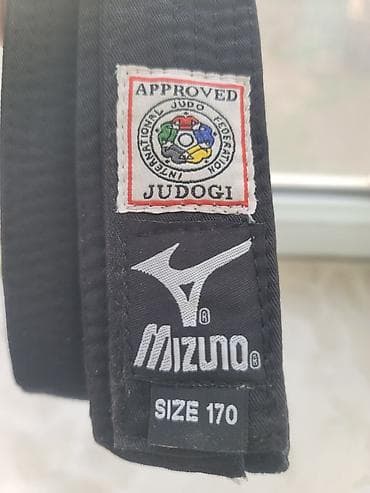 APPROVED
INTERNATIONAL JUDO FEDERATION
JUDOGI
®
MIZUNO®
SIZE 170